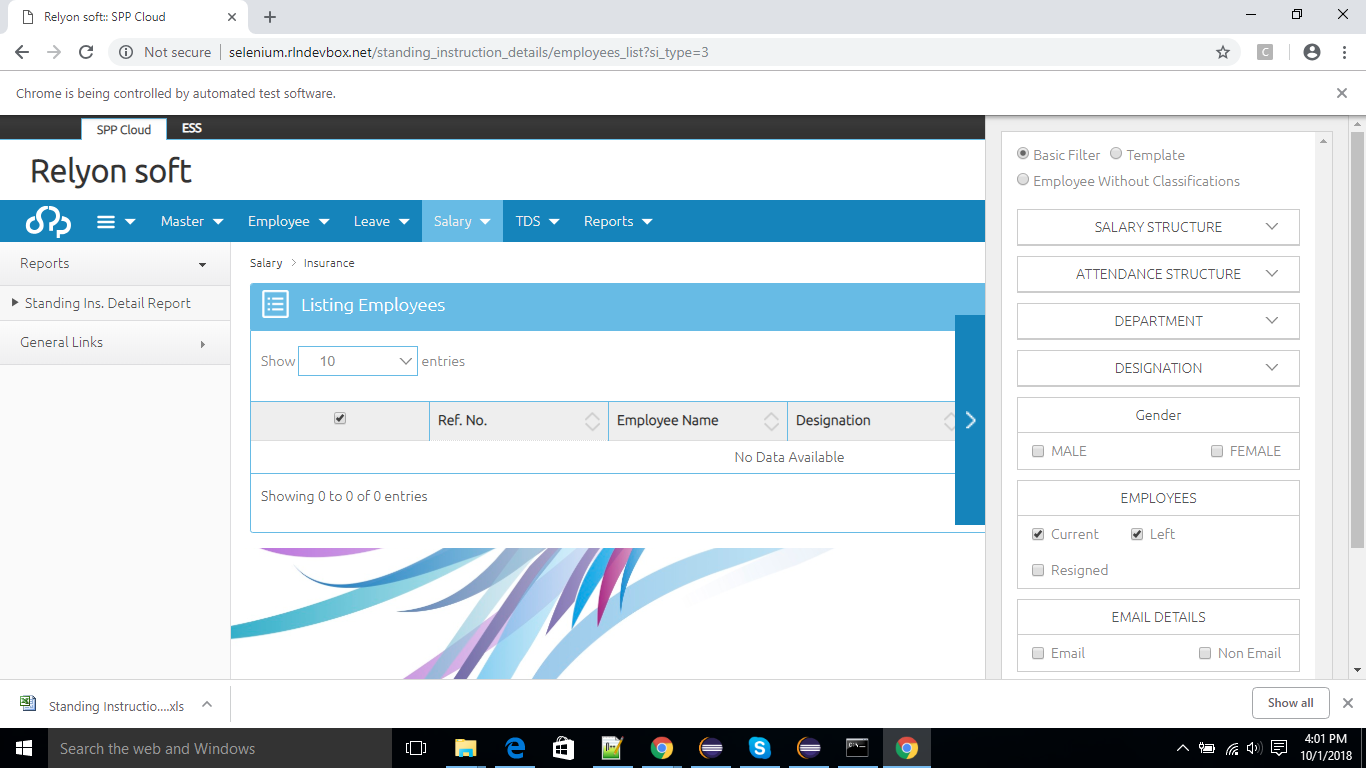 Relyon soft:: SPP Cloud
Not secure
selenium.rlndevbox.net/standing_instruction_details/employees_list?si_type=3
C
Chrome is being controlled by automated test software.
SPP Cloud
ESS
Relyon soft
Master
Employee
Leave
Salary
TDS
Reports
Reports
Standing Ins. Detail Report
General Links
Salary > Insurance
Listing Employees
Show 10 entries
Ref. No.
Employee Name
Designation
No Data Available
Showing 0 to 0 of 0 entries
Basic Filter
Template
Employee Without Classifications
SALARY STRUCTURE
ATTENDANCE STRUCTURE
DEPARTMENT
DESIGNATION
Gender
MALE
FEMALE
EMPLOYEES
Current
Left
Resigned
EMAIL DETAILS
Email
Non Email
Standing Instructio....xls
Show all
Search the web and Windows
4:01 PM
10/1/2018